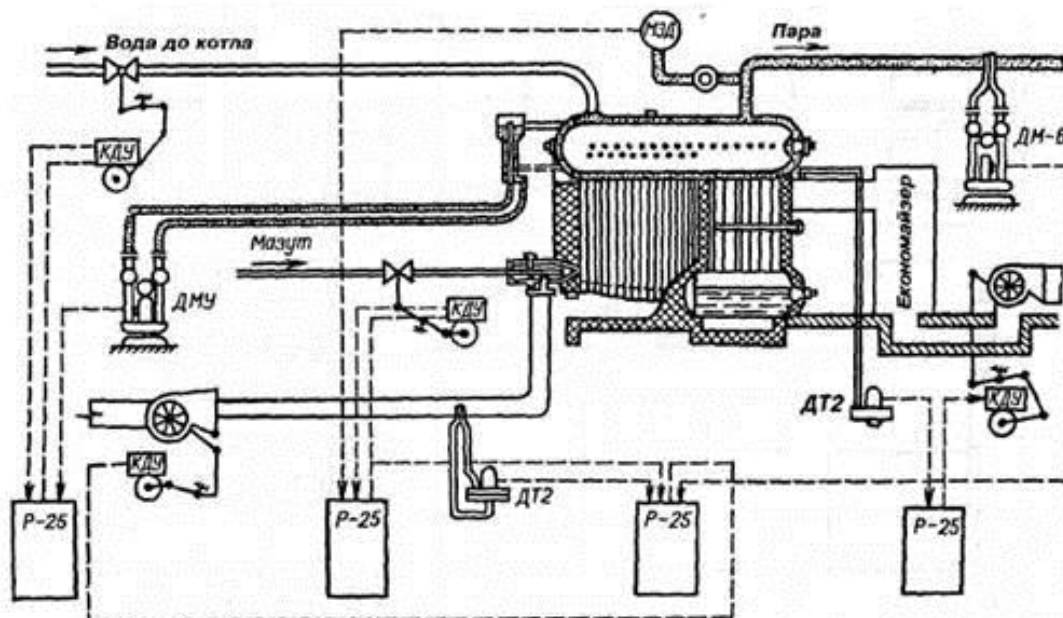 Вода до котла
МЭД
Пара
КДУ
ДМ-6
Мазут
Економайзер
ДМУ
КДУ
ДТ2
КДУ
КДУ
ДТ2
Р-25
Р-25
Р-25
Р-25